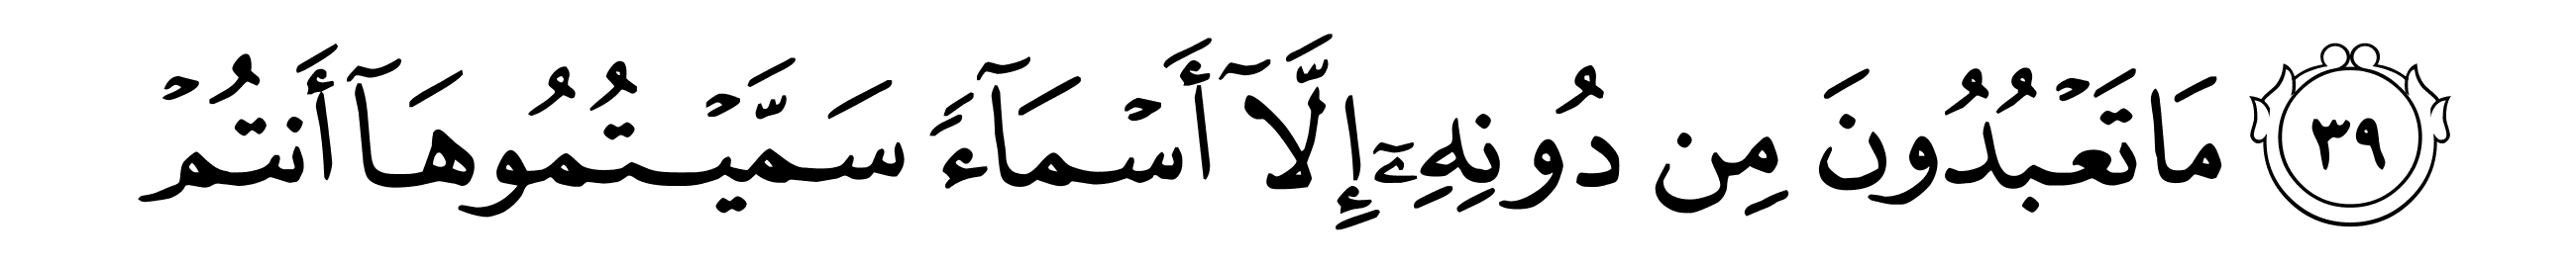 ٣٩ مَا تَعْبُدُونَ مِن دُونِهِۦٓ إِلَّآ أَسْمَآءً سَمَّيْتُمُوهَآ أَنتُمْ